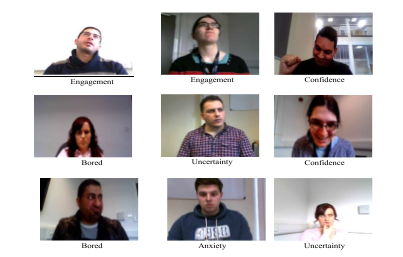 Engagement
Engagement
Confidence
Bored
Uncertainty
Confidence
Bored
Anxiety
Uncertainty